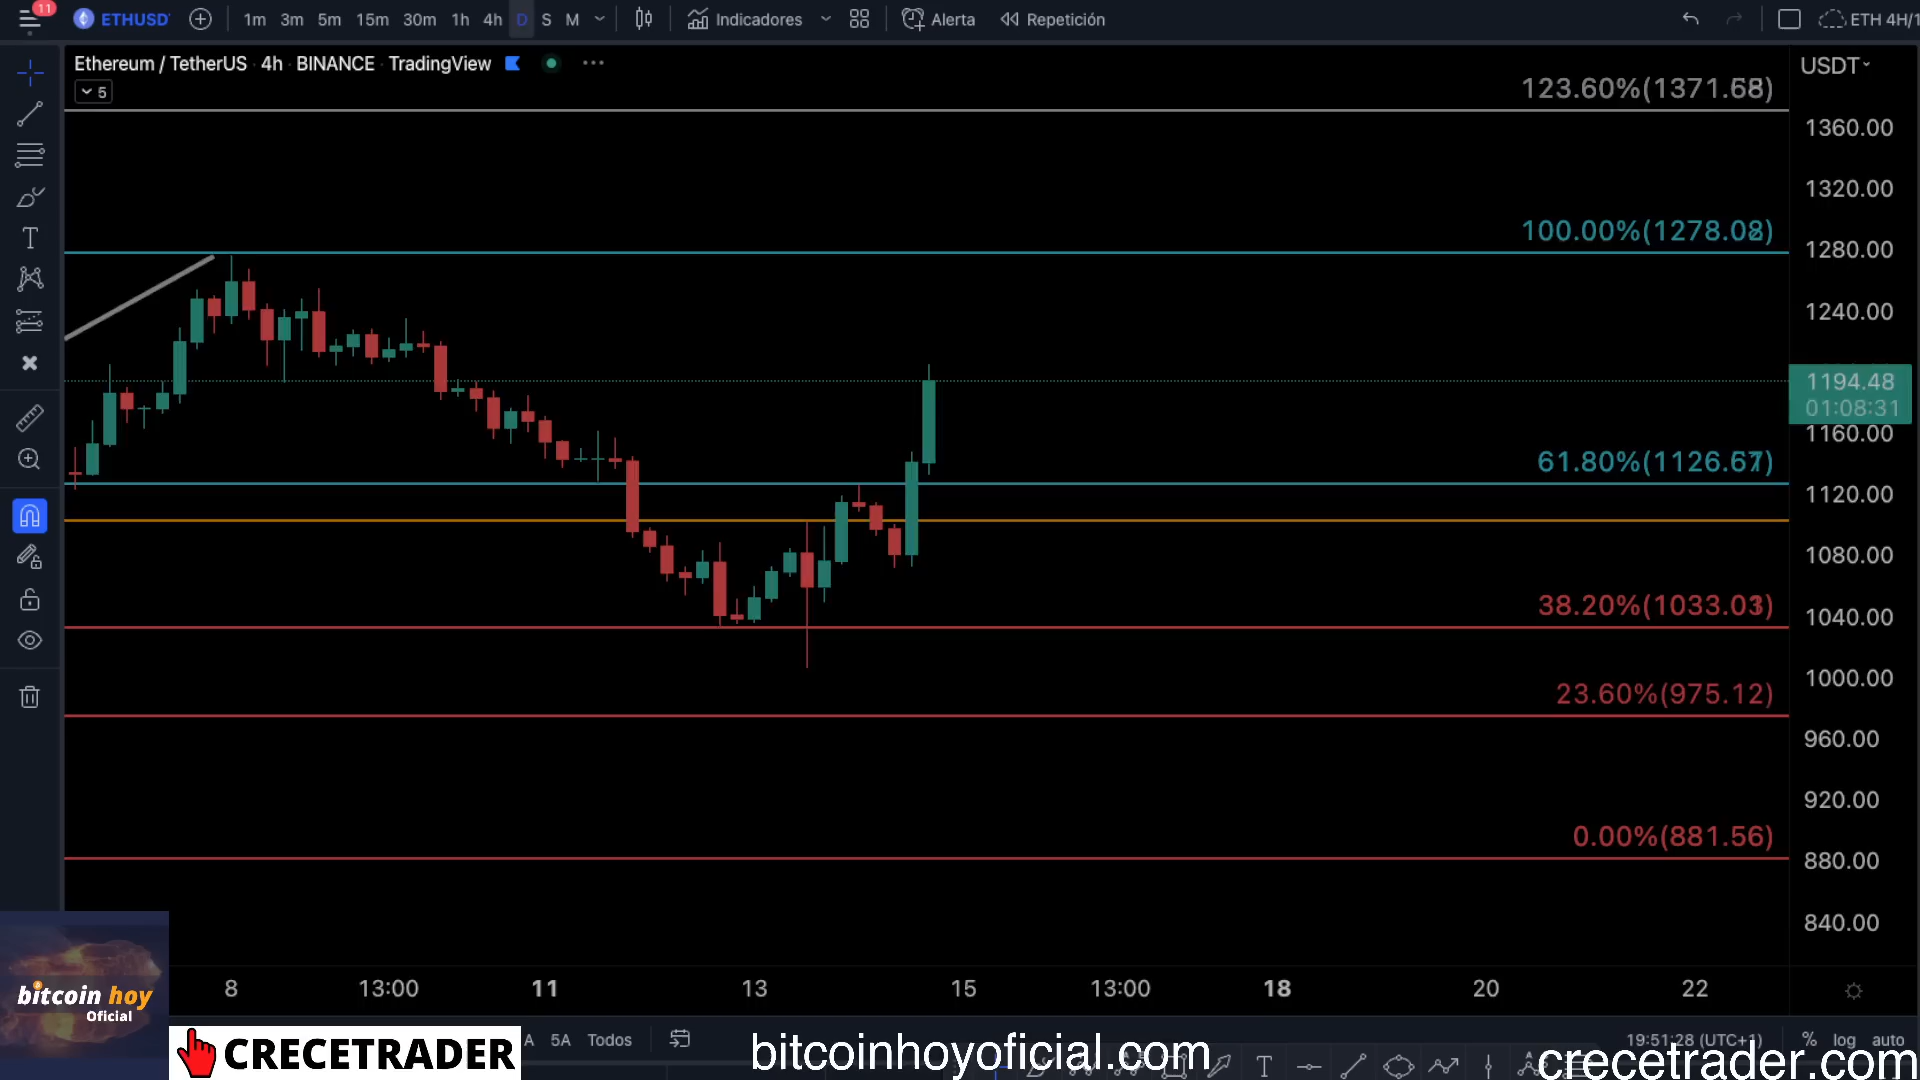 11 ETHUSD 1m 3m 5m 15m 30m 1h 4h D S M Indicadores Alerta Repetición ETH 4H/1
Ethereum / TetherUS 4h BINANCE TradingView
5
USDT
123.60%(1371.58)
1360.00
1320.00
100.00%(1278.08)
1280.00
1240.00
1194.48
01:08:31
1160.00
61.80%(1126.67)
1120.00
1080.00
38.20%(1033.03)
1040.00
23.60%(975.12)
1000.00
960.00
920.00
0.00%(881.56)
880.00
840.00
8 13:00 11 13 15 13:00 18 20 22
bitcoin hoy
Oficial
CRECETRADER
A 5A Todos
bitcoinhoyoficial.com
19:51:28 (UTC+1) % log auto
crecetrader.com